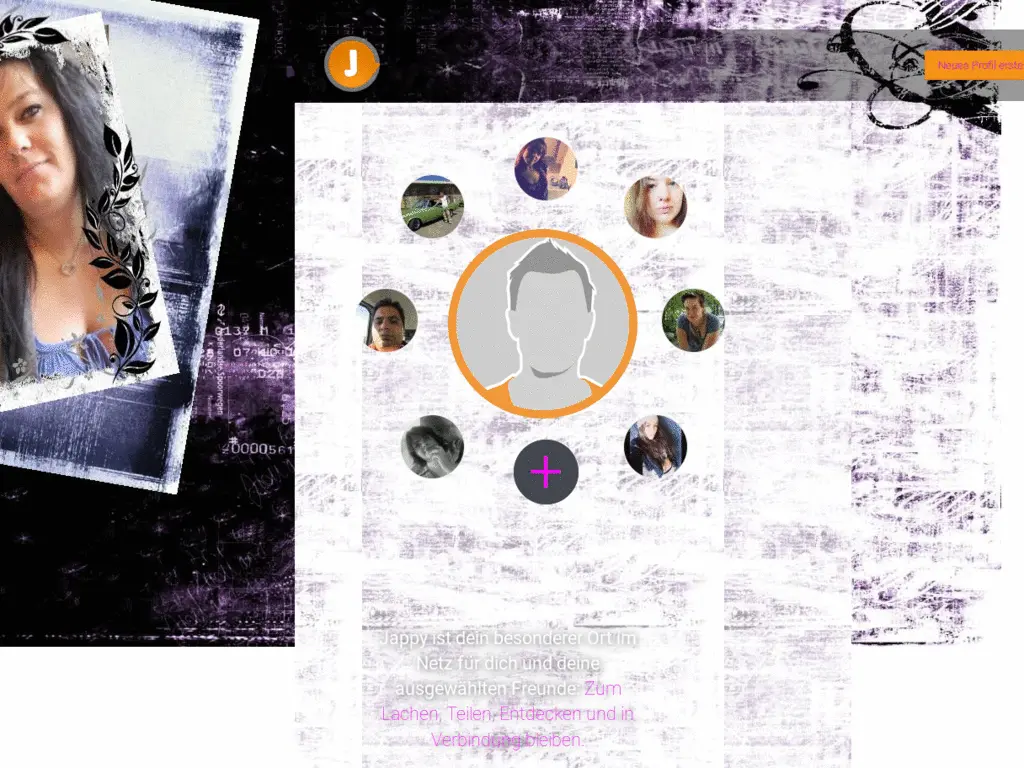 J
Neues Profil erste
Jappy ist dein besonderer Ort im
Netz für dich und deine
ausgewählten Freunde. Zum
Lachen, Teilen, Entdecken und in
Verbindung bleiben.
20000561